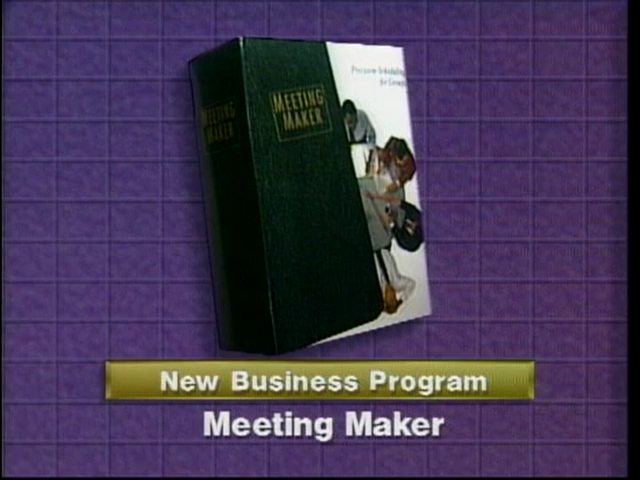 MEETING
MAKER
MEETING
MAKER
New Business Program
Meeting Maker